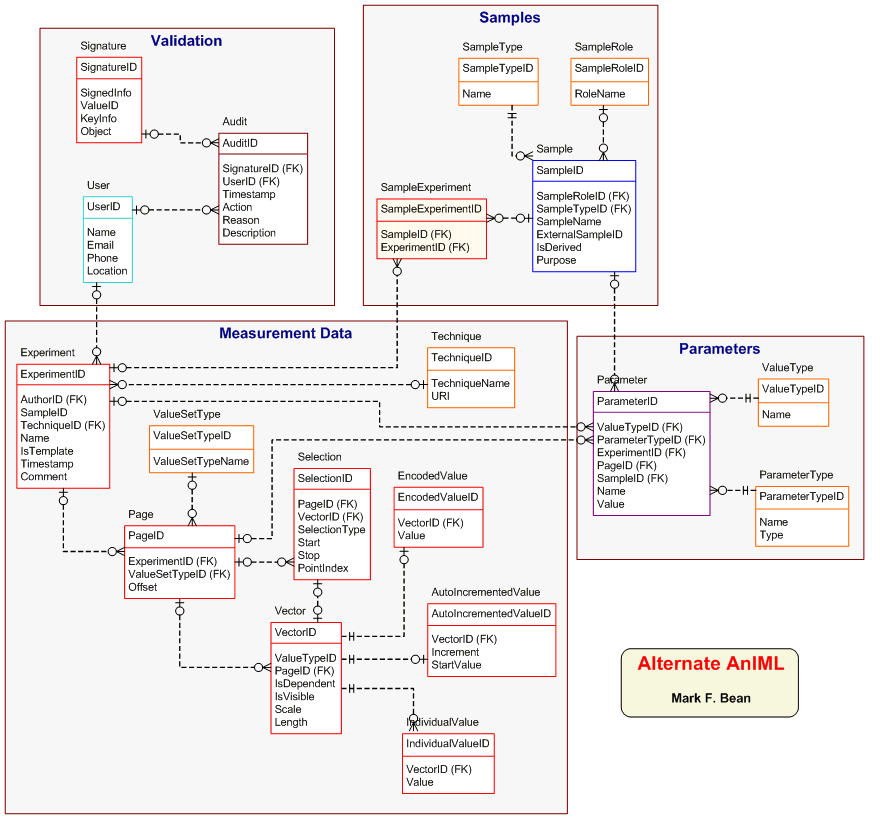 Validation
Signature
SignatureID
SignedInfo
ValueID
KeyInfo
Object
Audit
AuditID
SignatureID (FK)
UserID (FK)
Timestamp
Action
Reason
Description
User
UserID
Name
Email
Phone
Location
Samples
SampleType
SampleTypeID
Name
SampleRole
SampleRoleID
RoleName
Sample
SampleID
SampleRoleID (FK)
SampleTypeID (FK)
SampleName
ExternalSampleID
IsDerived
Purpose
SampleExperiment
SampleExperimentID
SampleID (FK)
ExperimentID (FK)
Measurement Data
Experiment
ExperimentID
AuthorID (FK)
SampleID
TechniqueID (FK)
Name
IsTemplate
Timestamp
Comment
Technique
TechniqueID
TechniqueName
URI
ValueSetType
ValueSetTypeID
ValueSetTypeName
Selection
SelectionID
PageID (FK)
VectorID (FK)
SelectionType
Start
Stop
PointIndex
EncodedValue
EncodedValueID
VectorID (FK)
Value
Page
PageID
ExperimentID (FK)
ValueSetTypeID (FK)
Offset
AutoIncrementedValue
AutoIncrementedValueID
VectorID (FK)
Increment
StartValue
Vector
VectorID
ValueTypeID
PageID (FK)
IsDependent
IsVisible
Scale
Length
IndividualValue
IndividualValueID
VectorID (FK)
Value
Parameters
Parameter
ParameterID
ValueTypeID (FK)
ParameterTypeID (FK)
ExperimentID (FK)
PageID (FK)
SampleID (FK)
Name
Value
ValueType
ValueTypeID
Name
ParameterType
ParameterTypeID
Name
Type
Alternate AnIML
Mark F. Bean